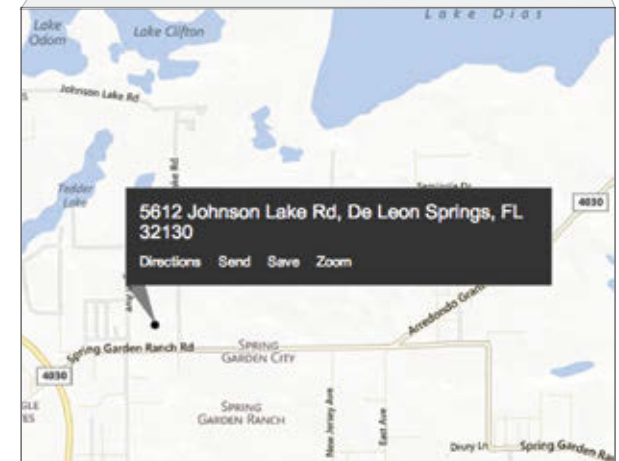 Lake Dias
Lake
Odom
Lake Clifton
Johnson Lake Rd
Tedder
Lake
4030
5612 Johnson Lake Rd, De Leon Springs, FL
32130
Directions Send Save Zoom
Spring Garden Ranch Rd
SPRING
GARDEN CITY
4030
SPRING
GARDEN RANCH
New Jersey Ave
East Ave
Drury Ln
Spring Garden